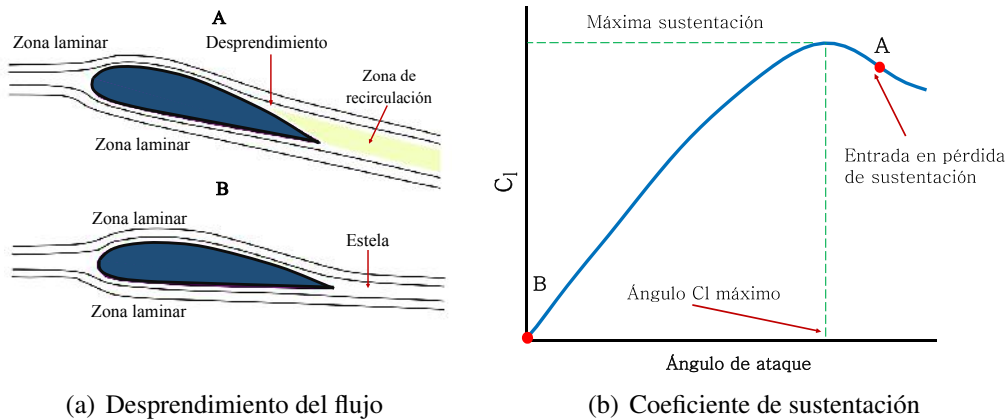 A
Zona laminar
Desprendimiento
Zona de
recirculación
Zona laminar
B
Zona laminar
Estela
Zona laminar
(a) Desprendimiento del flujo
Máxima sustentación
A
Entrada en pérdida
de sustentación
C₁
B
Ángulo Cl máximo
Ángulo de ataque
(b) Coeficiente de sustentación